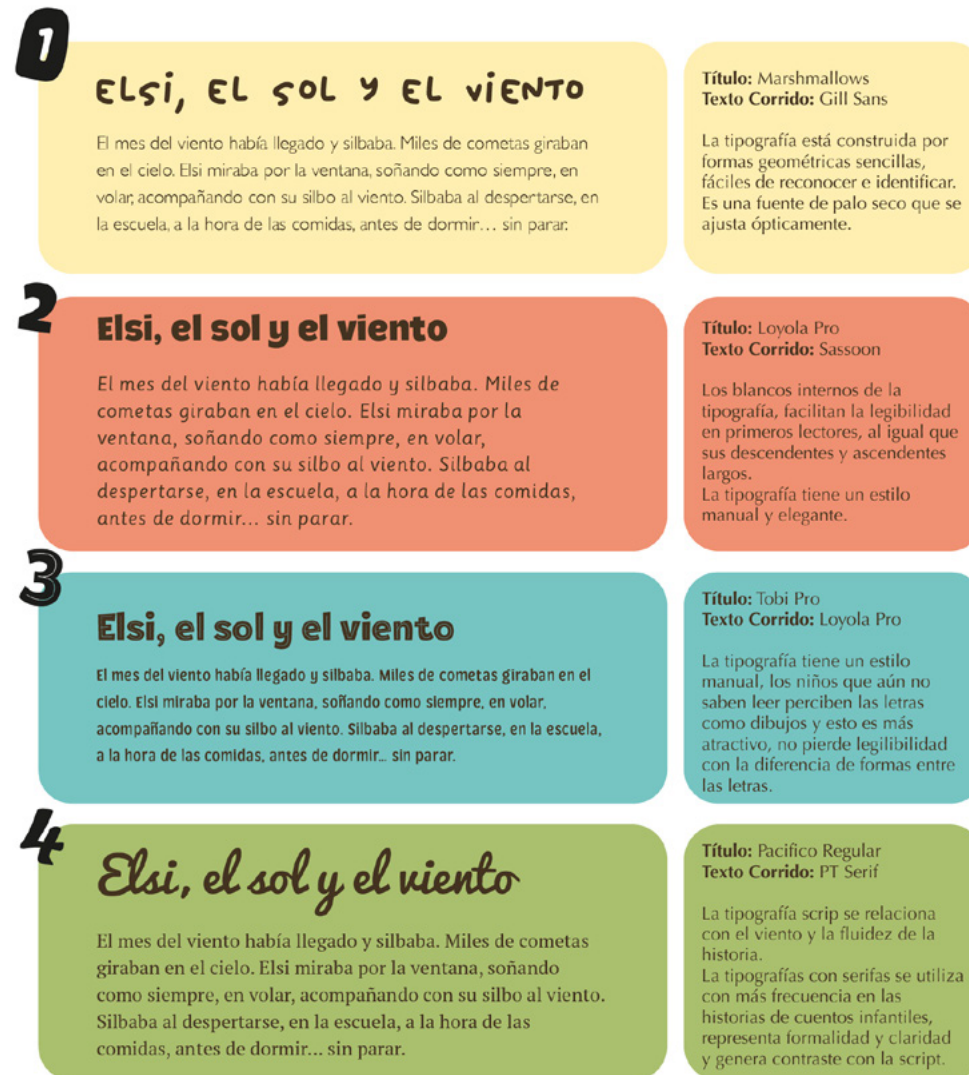 1
ELSi, EL SOL Y EL ViENTO
El mes del viento había llegado y silbaba. Miles de cometas giraban
en el cielo. Elsi miraba por la ventana, soñando como siempre, en
volar, acompañando con su silbo al viento. Silbaba al despertarse, en
la escuela, a la hora de las comidas, antes de dormir... sin parar.
Título: Marshmallows
Texto Corrido: Gill Sans
La tipografía está construida por
formas geométricas sencillas,
fáciles de reconocer e identificar.
Es una fuente de palo seco que se
ajusta ópticamente.
2
Elsi, el sol y el viento
El mes del viento había llegado y silbaba. Miles de
cometas giraban en el cielo. Elsi miraba por la
ventana, soñando como siempre, en volar,
acompañando con su silbo al viento. Silbaba al
despertarse, en la escuela, a la hora de las comidas,
antes de dormir... sin parar.
Título: Loyola Pro
Texto Corrido: Sassoon
Los blancos internos de la
tipografía, facilitan la legibilidad
en primeros lectores, al igual que
sus descendentes y ascendentes
largos.
La tipografía tiene un estilo
manual y elegante.
3
Elsi, el sol y el viento
El mes del viento había llegado y silbaba. Miles de cometas giraban en el
cielo. Elsi miraba por la ventana, soñando como siempre, en volar,
acompañando con su silbo al viento. Silbaba al despertarse, en la escuela,
a la hora de las comidas, antes de dormir... sin parar.
Título: Tobi Pro
Texto Corrido: Loyola Pro
La tipografía tiene un estilo
manual, los niños que aún no
saben leer perciben las letras
como dibujos y esto es más
atractivo, no pierde legilibilidad
con la diferencia de formas entre
las letras.
4
Elsi, el sol y el viento
El mes del viento había llegado y silbaba. Miles de cometas
giraban en el cielo. Elsi miraba por la ventana, soñando
como siempre, en volar, acompañando con su silbo al viento.
Silbaba al despertarse, en la escuela, a la hora de las
comidas, antes de dormir... sin parar.
Título: Pacifico Regular
Texto Corrido: PT Serif
La tipografía scrip se relaciona
con el viento y la fluidez de la
historia.
La tipografías con serifas se utiliza
con más frecuencia en las
historias de cuentos infantiles,
representa formalidad y claridad
y genera contraste con la script.